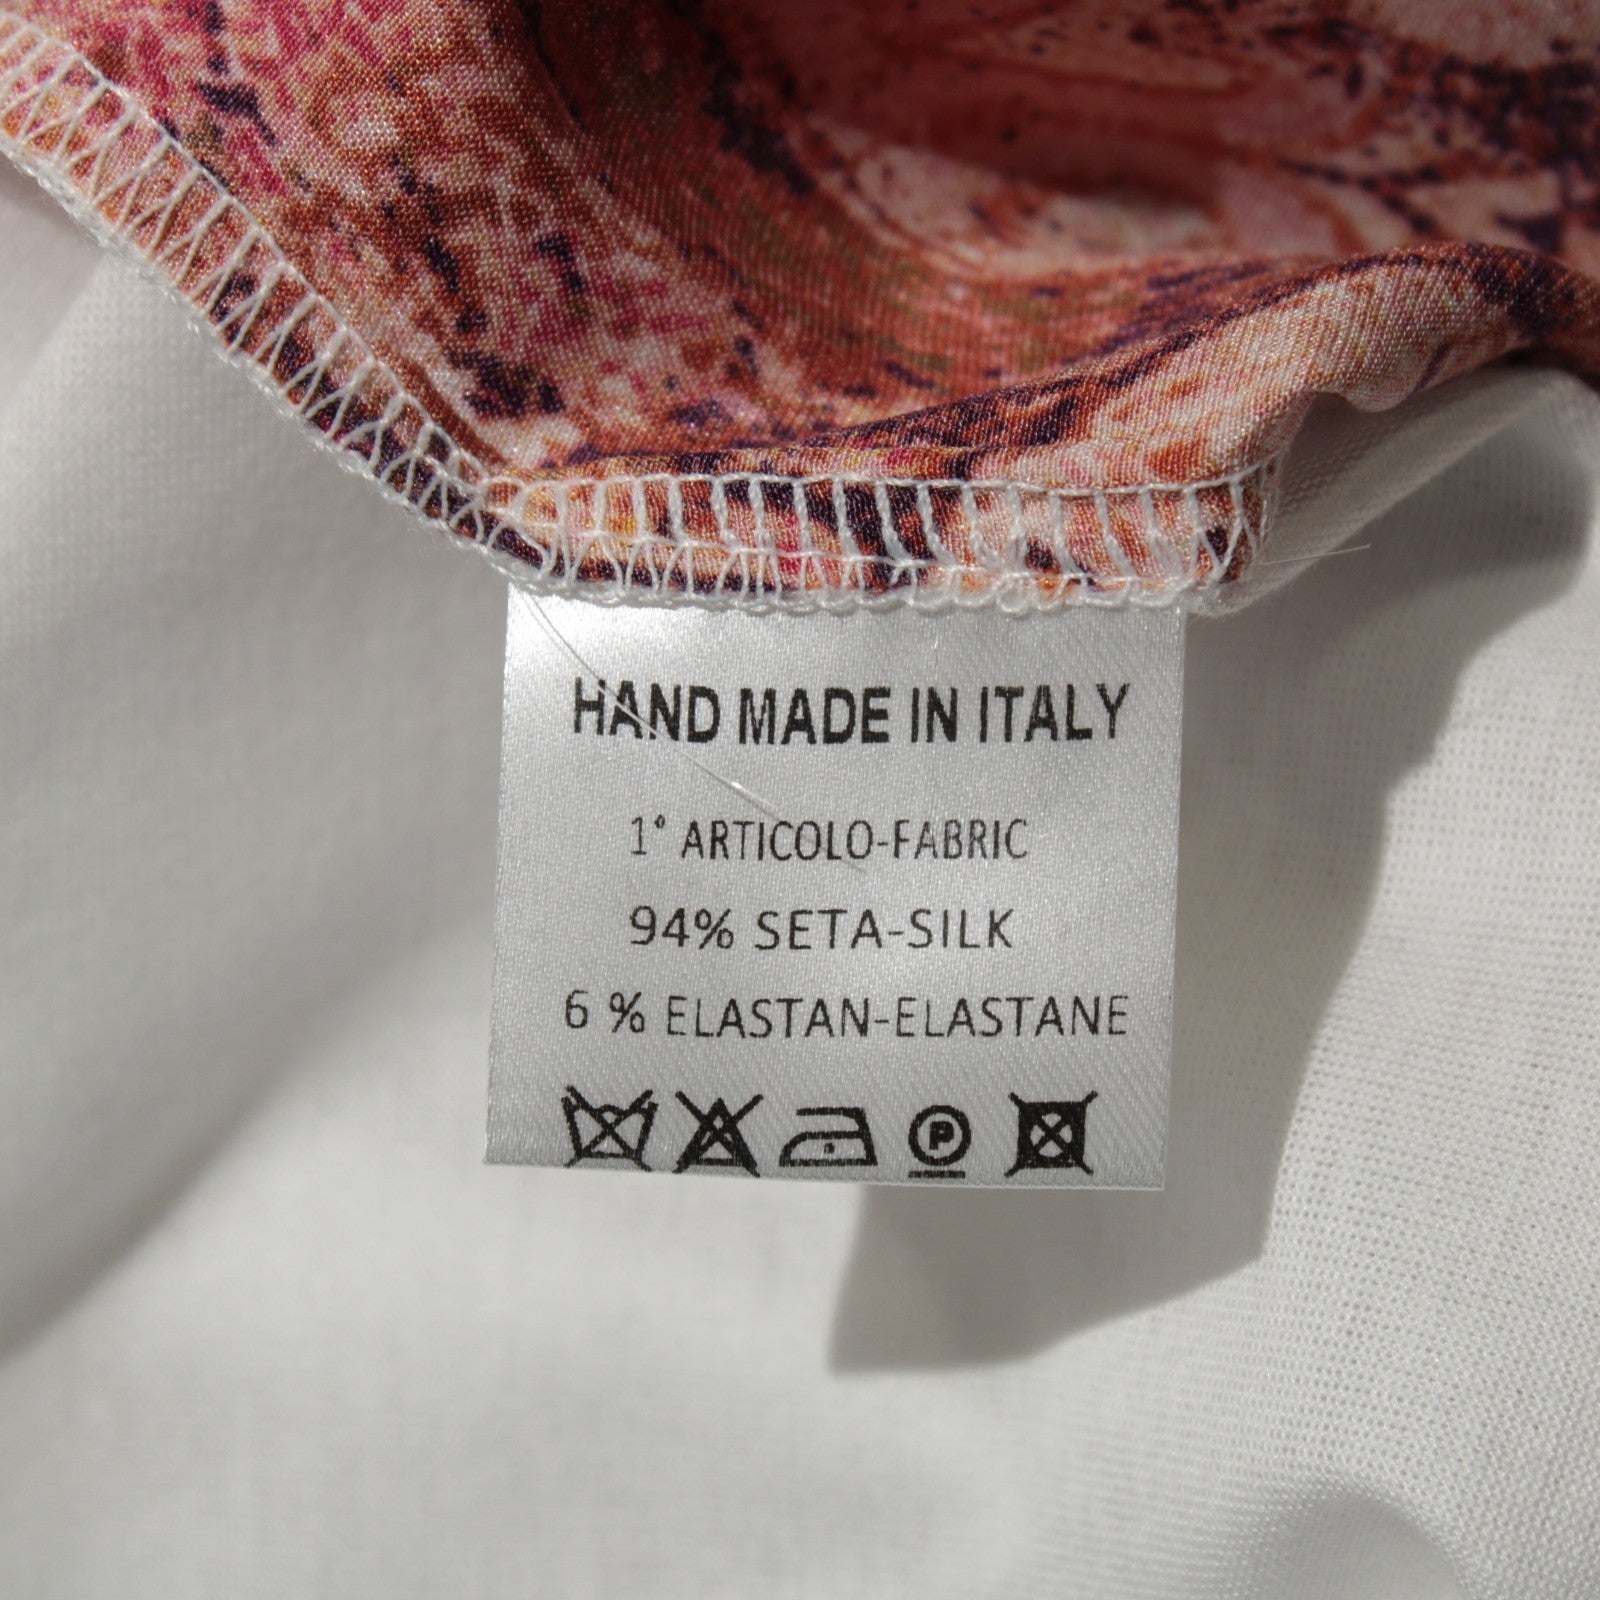 HAND MADE IN ITALY
1° ARTICOLO-FABRIC
94% SETA-SILK
6 % ELASTAN-ELASTANE
P